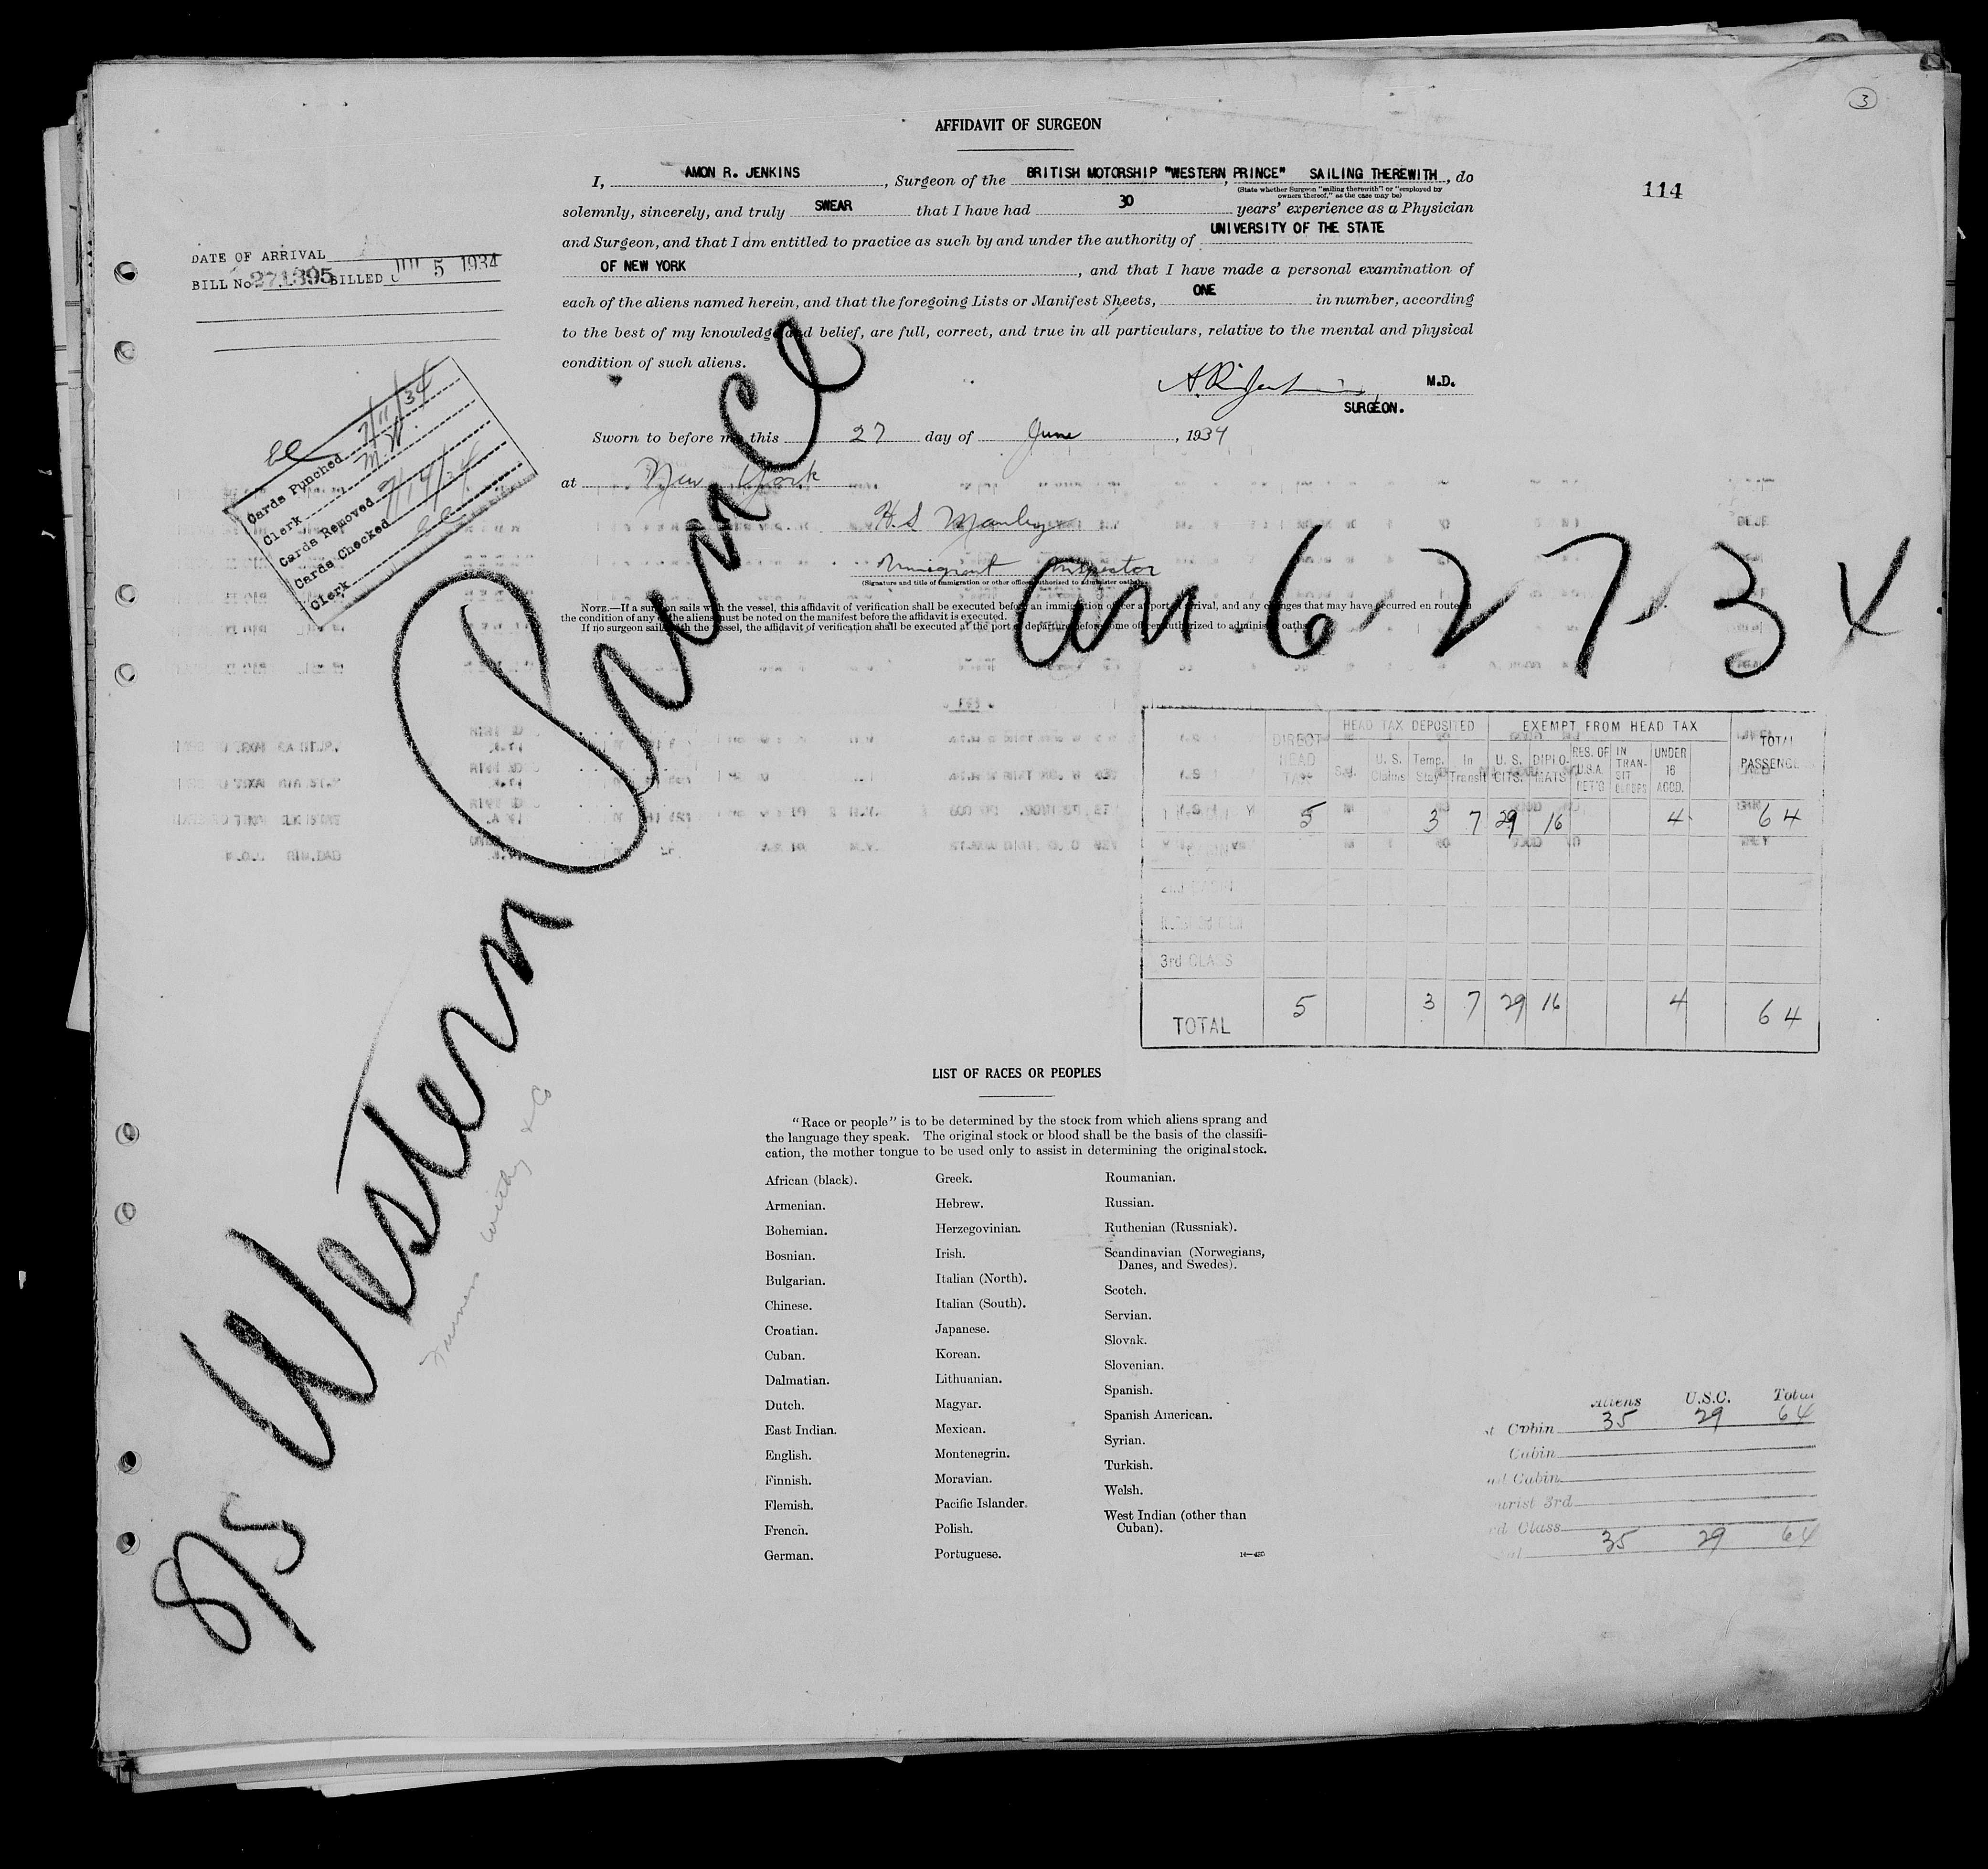 3
AFFIDAVIT OF SURGEON
114
I, AMON R. JENKINS, Surgeon of the BRITISH MOTORSHIP "WESTERN PRINCE" SAILING THEREWITH, do
(State whether Surgeon "sailing therewith" or "employed by
owners thereof," as the case may be)
solemnly, sincerely, and truly SWEAR that I have had 30 years' experience as a Physician
and Surgeon, and that I am entitled to practice as such by and under the authority of UNIVERSITY OF THE STATE
OF NEW YORK, and that I have made a personal examination of
each of the aliens named herein, and that the foregoing Lists or Manifest Sheets, ONE in number, according
to the best of my knowledge and belief, are full, correct, and true in all particulars, relative to the mental and physical
condition of such aliens.
M.D.
SURGEON.
Sworn to before me this 27 day of June, 1934
at New York
H.S. Manley
Immigrant Inspector
(Signature and title of immigration or other officer authorized to administer oaths)
NOTE.—If a surgeon sails with the vessel, this affidavit of verification shall be executed before an immigration officer at port of arrival, and any changes that may have occurred en route in
the condition of any of the aliens must be noted on the manifest before the affidavit is executed.
If no surgeon sails with the vessel, the affidavit of verification shall be executed at the port of departure before some officer authorized to administer oaths.
DATE OF ARRIVAL
BILL No. 271395 BILLED JUL 5 1934
Cards Punched 7/11/34
Clerk M.W.
Cards Removed 7/14/34
Cards Checked
Clerk
Western Prince
arr. 6-27-34
8/5
Furness Withy & Co
DIRECT HEAD TAX
HEAD TAX DEPOSITED
EXEMPT FROM HEAD TAX
TOTAL PASSENGERS
U.S. Claims Temp. Stay In Transit U.S. CITS. DIPLOMATS RES. OF U.S.A. RET'D IN TRANSIT GROUPS UNDER 16 ACCD.
5 3 7 29 16 4 64
2nd CABIN
3rd CLASS
TOTAL 5 3 7 29 16 4 64
LIST OF RACES OR PEOPLES
"Race or people" is to be determined by the stock from which aliens sprang and
the language they speak. The original stock or blood shall be the basis of the classifi-
cation, the mother tongue to be used only to assist in determining the original stock.
African (black).
Armenian.
Bohemian.
Bosnian.
Bulgarian.
Chinese.
Croatian.
Cuban.
Dalmatian.
Dutch.
East Indian.
English.
Finnish.
Flemish.
French.
German.
Greek.
Hebrew.
Herzegovinian.
Irish.
Italian (North).
Italian (South).
Japanese.
Korean.
Lithuanian.
Magyar.
Mexican.
Montenegrin.
Moravian.
Pacific Islander.
Polish.
Portuguese.
Roumanian.
Russian.
Ruthenian (Russniak).
Scandinavian (Norwegians,
Danes, and Swedes).
Scotch.
Servian.
Slovak.
Slovenian.
Spanish.
Spanish American.
Syrian.
Turkish.
Welsh.
West Indian (other than
Cuban).
Aliens U.S.C. Total
st Cabin 35 29 64
Cabin
nd Cabin
urist 3rd
rd Class
35 29 64